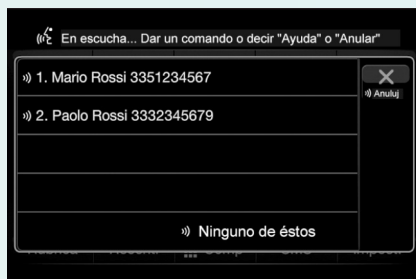 En escucha... Dar un comando o decir "Ayuda" o "Anular"
1. Mario Rossi 3351234567
Anuluj
2. Paolo Rossi 3332345679
Ninguno de éstos